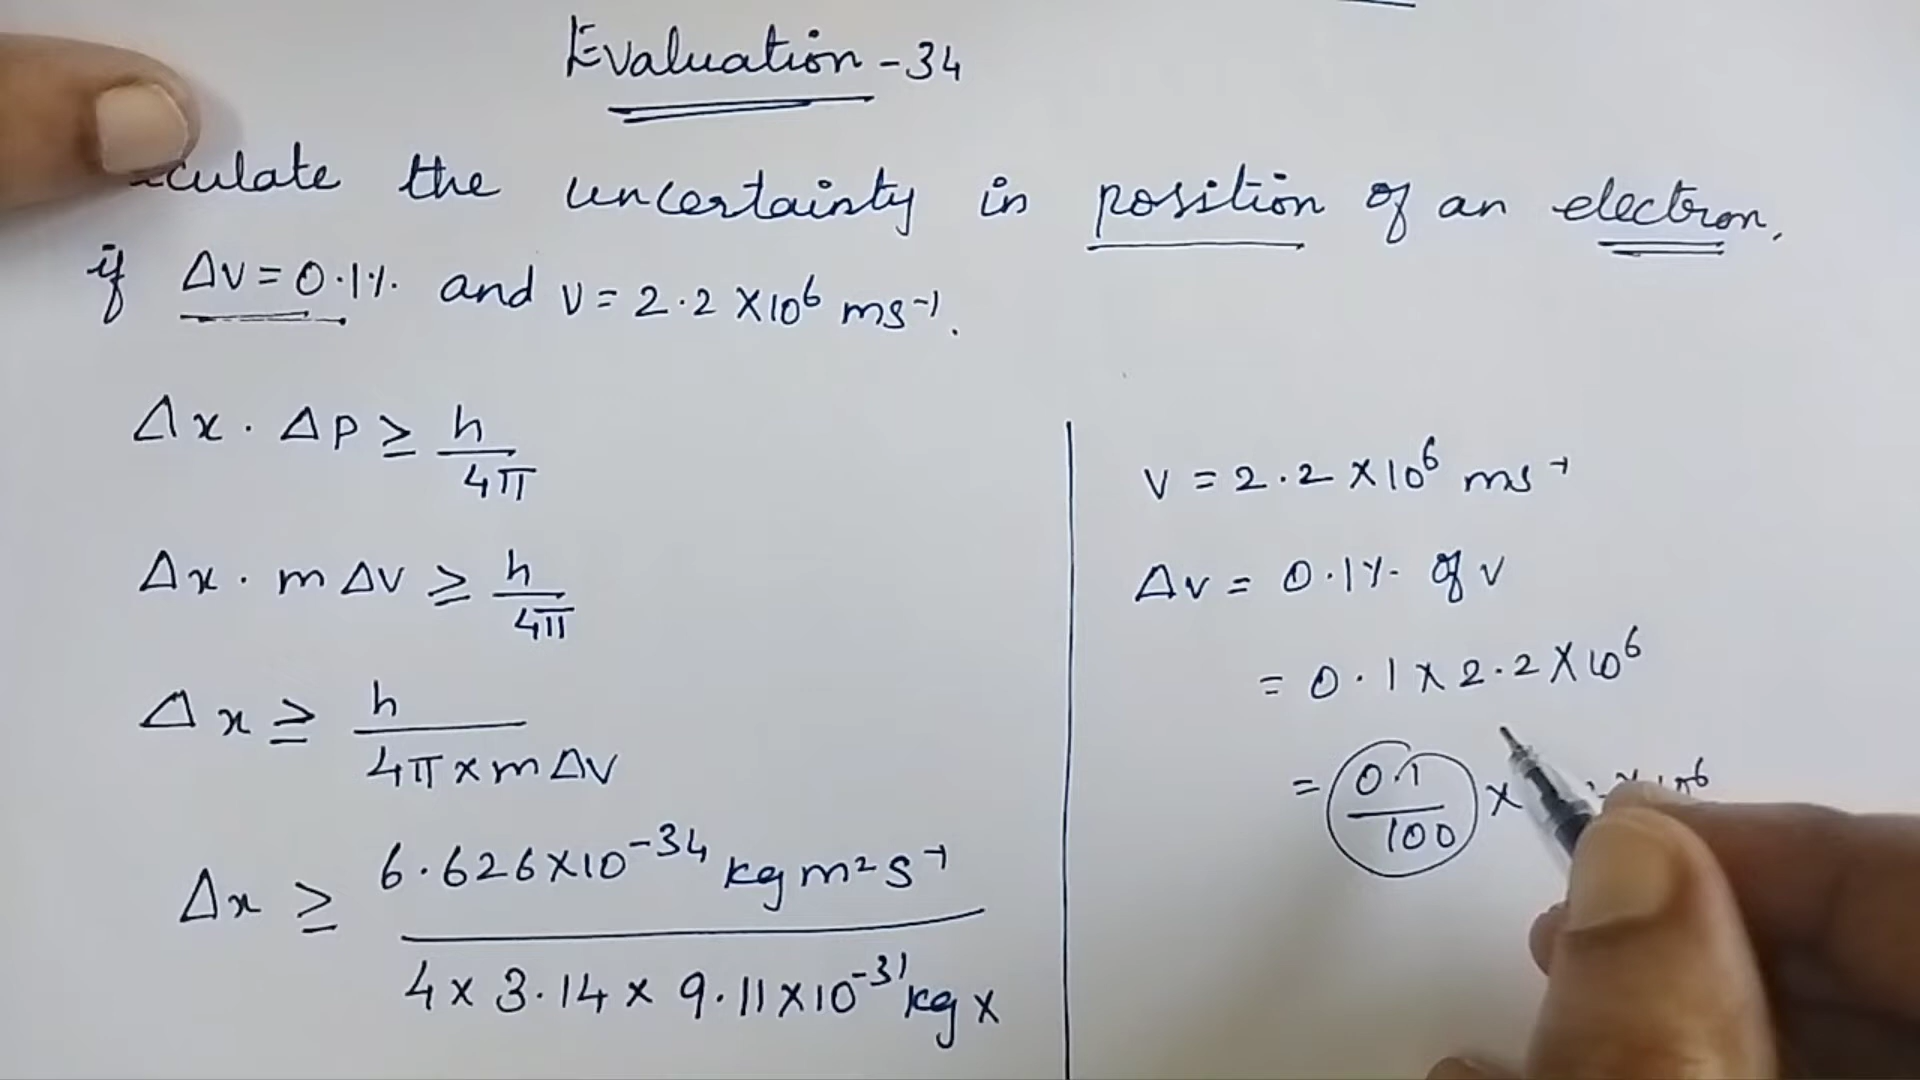 Evaluation - 34
culate the uncertainty in position of an electron,
if Δv = 0.1% and v = 2.2 × 10⁶ ms⁻¹.
Δx · Δp ≥ h/4π
Δx · m Δv ≥ h/4π
Δx ≥ h/4π × m Δv
Δx ≥ 6.626 × 10⁻³⁴ kg m² s⁻¹ / 4 × 3.14 × 9.11 × 10⁻³¹ kg ×
v = 2.2 × 10⁶ ms⁻¹
Δv = 0.1% of v
= 0.1 × 2.2 × 10⁶
= 0.1/100 ×